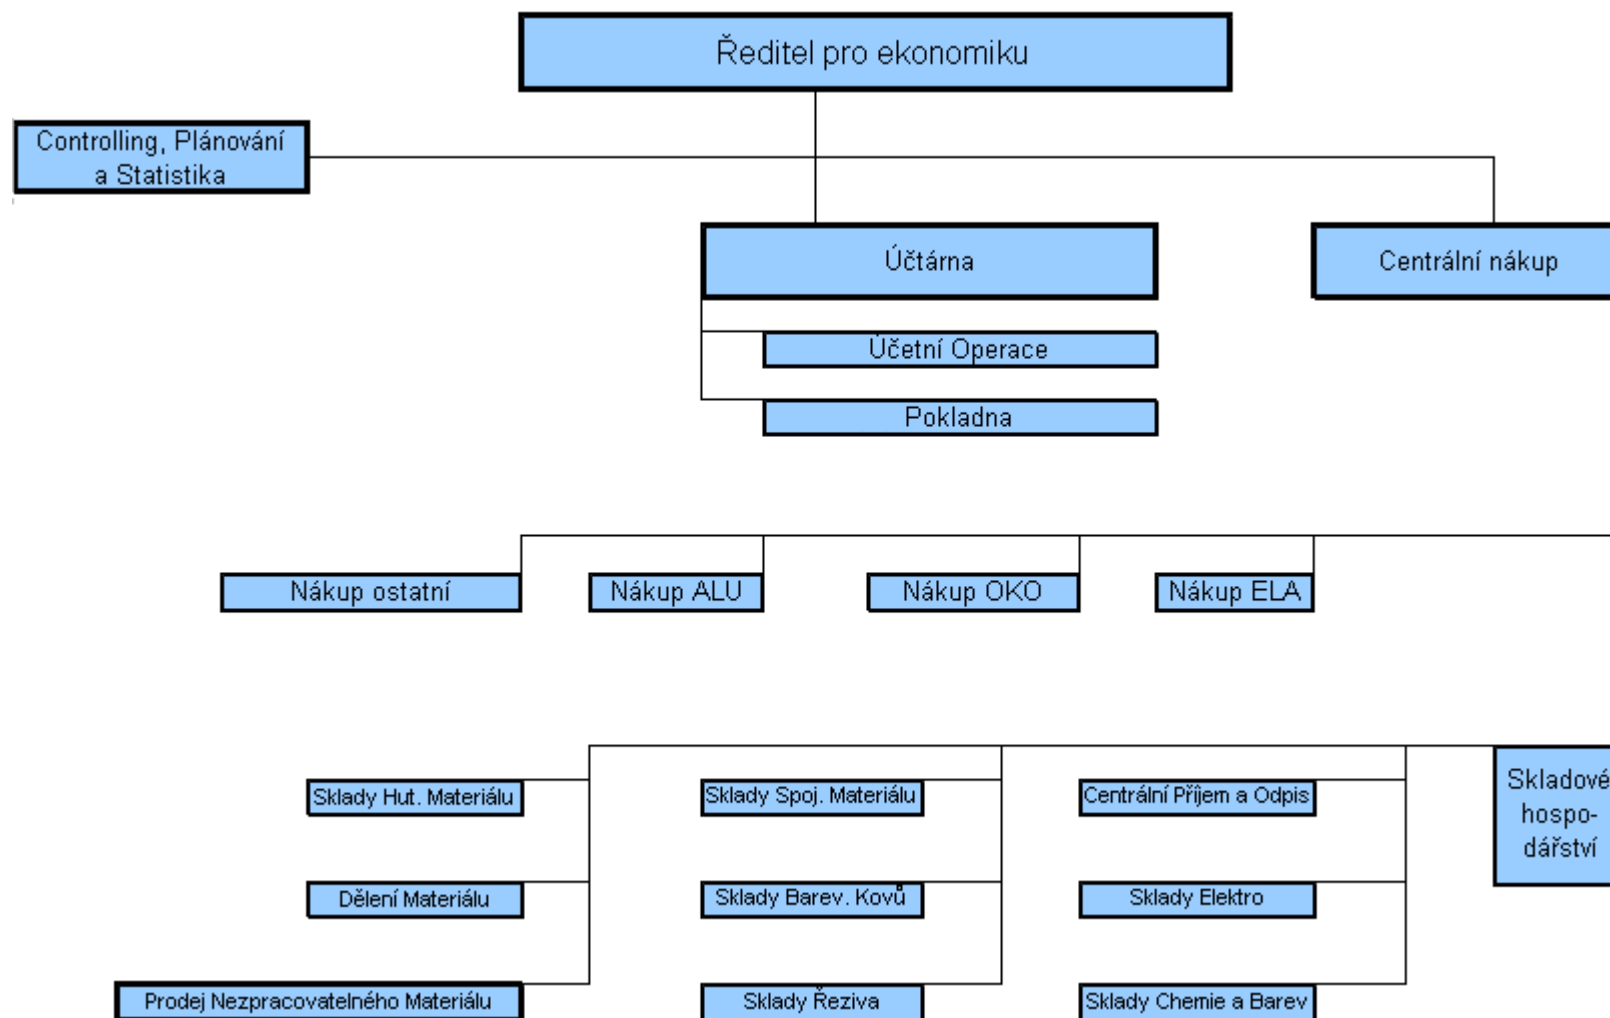 Ředitel pro ekonomiku
Controlling, Plánování
a Statistika
Účtárna
Centrální nákup
Účetní Operace
Pokladna
Nákup ostatní
Nákup ALU
Nákup OKO
Nákup ELA
Sklady Hut. Materiálu
Sklady Spoj. Materiálu
Centrální Příjem a Odpis
Skladové
hospo-
dářství
Dělení Materiálu
Sklady Barev. Kovů
Sklady Elektro
Prodej Nezpracovatelného Materiálu
Sklady Řeziva
Sklady Chemie a Barev